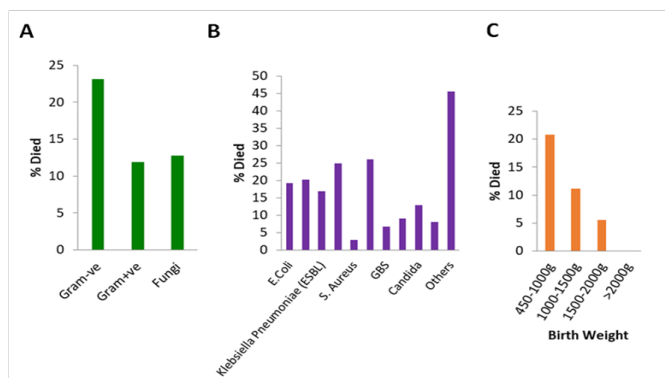 A
% Died
25
20
15
10
5
0
Gram-ve
Gram+ve
Fungi
B
% Died
50
45
40
35
30
25
20
15
10
5
0
E.Coli
Klebsiella Pneumoniae (ESBL)
S. Aureus
GBS
Candida
Others
C
% Died
25
20
15
10
5
0
450-1000g
1000-1500g
1500-2000g
>2000g
Birth Weight